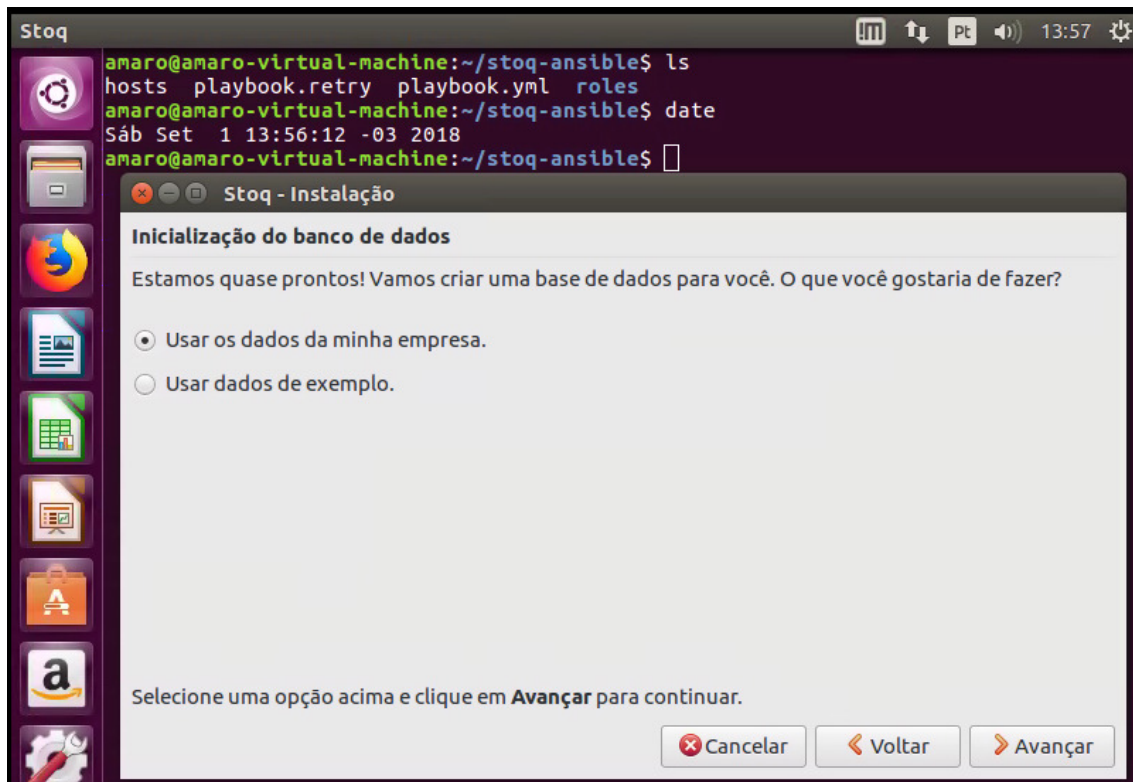 Stoq Pt 13:57
amaro@amaro-virtual-machine:~/stoq-ansible$ ls
hosts playbook.retry playbook.yml roles
amaro@amaro-virtual-machine:~/stoq-ansible$ date
Sáb Set 1 13:56:12 -03 2018
amaro@amaro-virtual-machine:~/stoq-ansible$
Stoq - Instalação
Inicialização do banco de dados
Estamos quase prontos! Vamos criar uma base de dados para você. O que você gostaria de fazer?
Usar os dados da minha empresa.
Usar dados de exemplo.
Selecione uma opção acima e clique em Avançar para continuar.
Cancelar Voltar Avançar